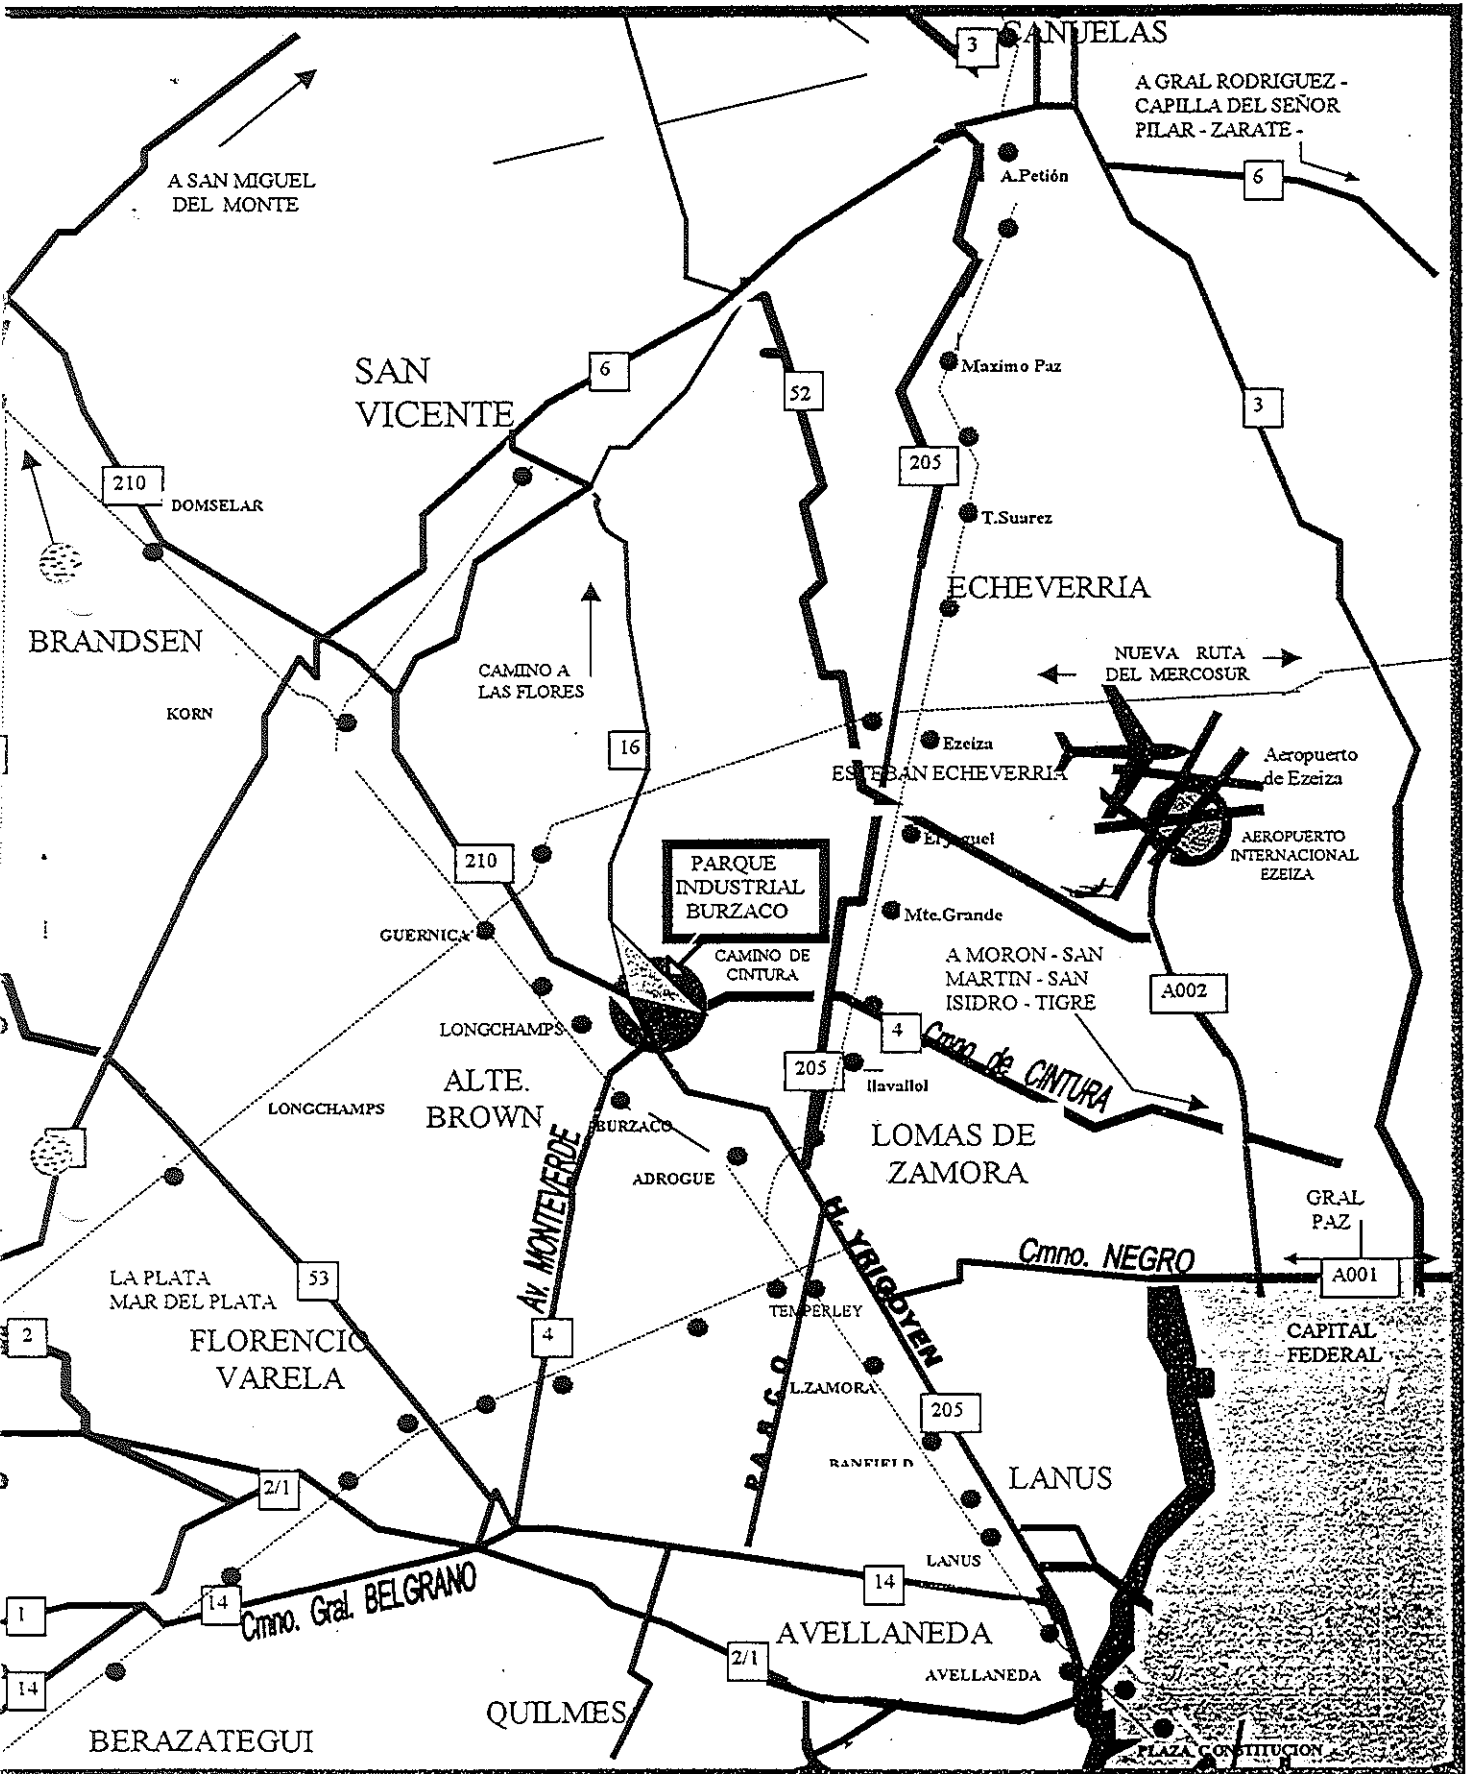 CANUELAS
3
A GRAL RODRIGUEZ -
CAPILLA DEL SEÑOR
PILAR - ZARATE -
A.Petión
6
A SAN MIGUEL
DEL MONTE
SAN
VICENTE
6
Maximo Paz
52
3
205
210
DOMSELAR
T.Suarez
ECHEVERRIA
BRANDSEN
CAMINO A
LAS FLORES
NUEVA RUTA
DEL MERCOSUR
KORN
16
Ezeiza
ESTEBAN ECHEVERRIA
Aeropuerto
de Ezeiza
210
PARQUE
INDUSTRIAL
BURZACO
El Jaguel
AEROPUERTO
INTERNACIONAL
EZEIZA
GUERNICA
Mte.Grande
CAMINO DE
CINTURA
A MORON - SAN
MARTIN - SAN
ISIDRO - TIGRE
A002
LONGCHAMPS
4
Cmno. de CINTURA
205
llavallol
ALTE.
BROWN
LONGCHAMPS
BURZACO
LOMAS DE
ZAMORA
ADROGUE
Av. MONTEVERDE
H. YRIGOYEN
GRAL
PAZ
Cmno. NEGRO
A001
LA PLATA
MAR DEL PLATA
53
TEMPERLEY
2
FLORENCIO
VARELA
4
CAPITAL
FEDERAL
L.ZAMORA
205
BANFIELD
LANUS
2/1
LANUS
14
14
Cmno. Gral. BELGRANO
1
AVELLANEDA
2/1
AVELLANEDA
14
QUILMES
BERAZATEGUI
PLAZA CONSTITUCION